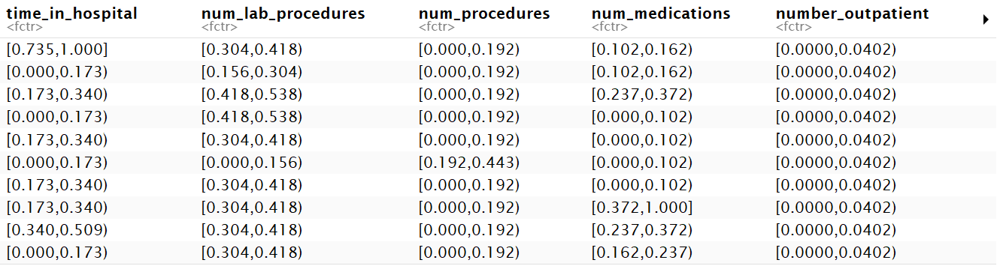 time_in_hospital num_lab_procedures num_procedures num_medications number_outpatient
<fctr> <fctr> <fctr> <fctr> <fctr>
[0.735,1.000] [0.304,0.418) [0.000,0.192) [0.102,0.162) [0.0000,0.0402)
[0.000,0.173) [0.156,0.304) [0.000,0.192) [0.102,0.162) [0.0000,0.0402)
[0.173,0.340) [0.418,0.538) [0.000,0.192) [0.237,0.372) [0.0000,0.0402)
[0.000,0.173) [0.418,0.538) [0.000,0.192) [0.000,0.102) [0.0000,0.0402)
[0.173,0.340) [0.304,0.418) [0.000,0.192) [0.000,0.102) [0.0000,0.0402)
[0.000,0.173) [0.000,0.156) [0.192,0.443) [0.000,0.102) [0.0000,0.0402)
[0.173,0.340) [0.304,0.418) [0.000,0.192) [0.000,0.102) [0.0000,0.0402)
[0.173,0.340) [0.304,0.418) [0.000,0.192) [0.372,1.000] [0.0000,0.0402)
[0.340,0.509) [0.304,0.418) [0.000,0.192) [0.237,0.372) [0.0000,0.0402)
[0.000,0.173) [0.304,0.418) [0.000,0.192) [0.162,0.237) [0.0000,0.0402)